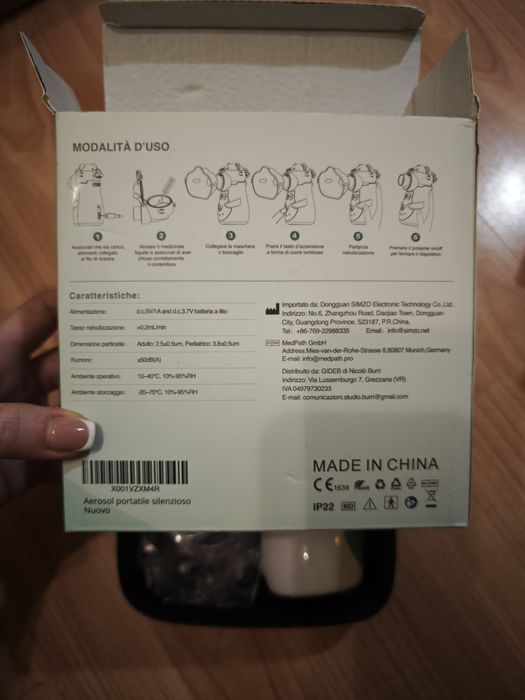 MODALITÀ D'USO
1 2 3 4 5 6
Assicurati che sia carico,
alimenti collegalo
al filo di ricarica.
Versare il medicinale
liquido e assicurati di aver
chiuso correttamente
il contenitore
Collegare la maschera
o boccaglio
Premi il tasto d'accensione
a forma di cuore luminoso
Partenza
nebulizzazione
Premere il pulsante on/off
per fermare il dispositivo
Caratteristiche:
Alimentazione: d.c.5V/1A and d.c.3.7V batteria a litio
Tasso nebulizzazione: >0.2mL/min
Dimensione particelle: Adulto: 2.5±0.5um, Pediatrico: 3.8±0.5um
Rumore: ≤50dB(A)
Ambiente operativo: 10~40°C, 10%-95%RH
Ambiente stoccaggio: -20~70°C, 10%-95%RH
Importato da: Dongguan SIMZO Electronic Technology Co.,Ltd.
Indirizzo: No.6, Zhangzhou Road, Daojiao Town, Dongguan
City, Guangdong Province, 523187, P.R.China.
Tel: +86-769-22988335 Email: info@simzo.net
EC REP MedPath GmbH
Address:Mies-van-der-Rohe-Strasse 8,80807 Munich,Germany
E-mail: info@medpath.pro
Distribuito da: GIDEB di Nicolò Burri
Indirizzo: Via Lussemburgo 7, Grezzana (VR)
IVA 04979730233
E-mail: comunicazioni.studio.burri@gmail.com
X001VZXM4R
Aerosol portatile silenzioso
Nuovo
MADE IN CHINA
CE 1639
IP22 MD